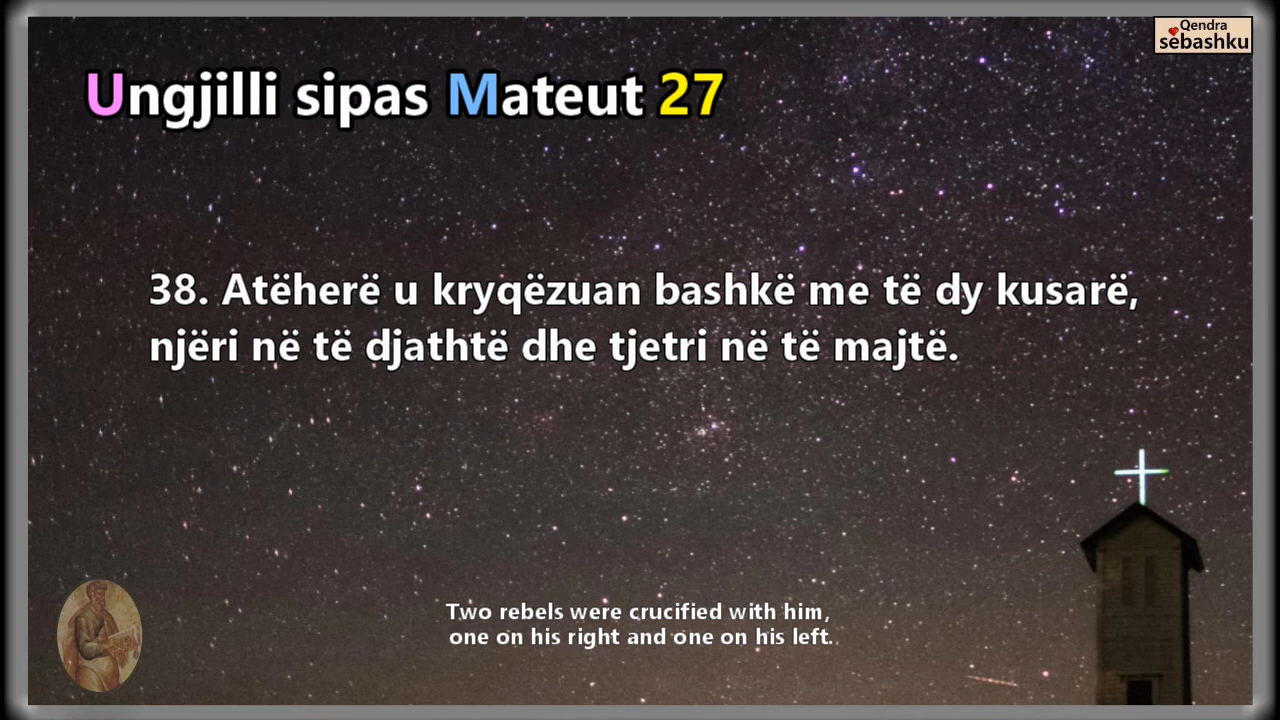 Qendra
sëbashku
Ungjilli sipas Mateut 27
38. Atëherë u kryqëzuan bashkë me të dy kusarë,
njëri në të djathtë dhe tjetri në të majtë.
Two rebels were crucified with him,
one on his right and one on his left.